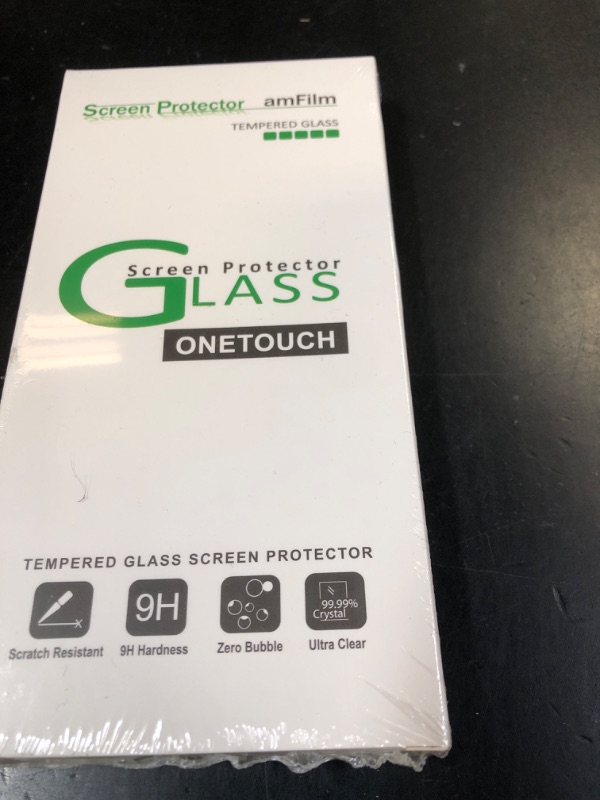 Screen Protector amFilm
TEMPERED GLASS
Screen Protector
GLASS
ONETOUCH
TEMPERED GLASS SCREEN PROTECTOR
9H
99.99%
Crystal
Scratch Resistant 9H Hardness Zero Bubble Ultra Clear